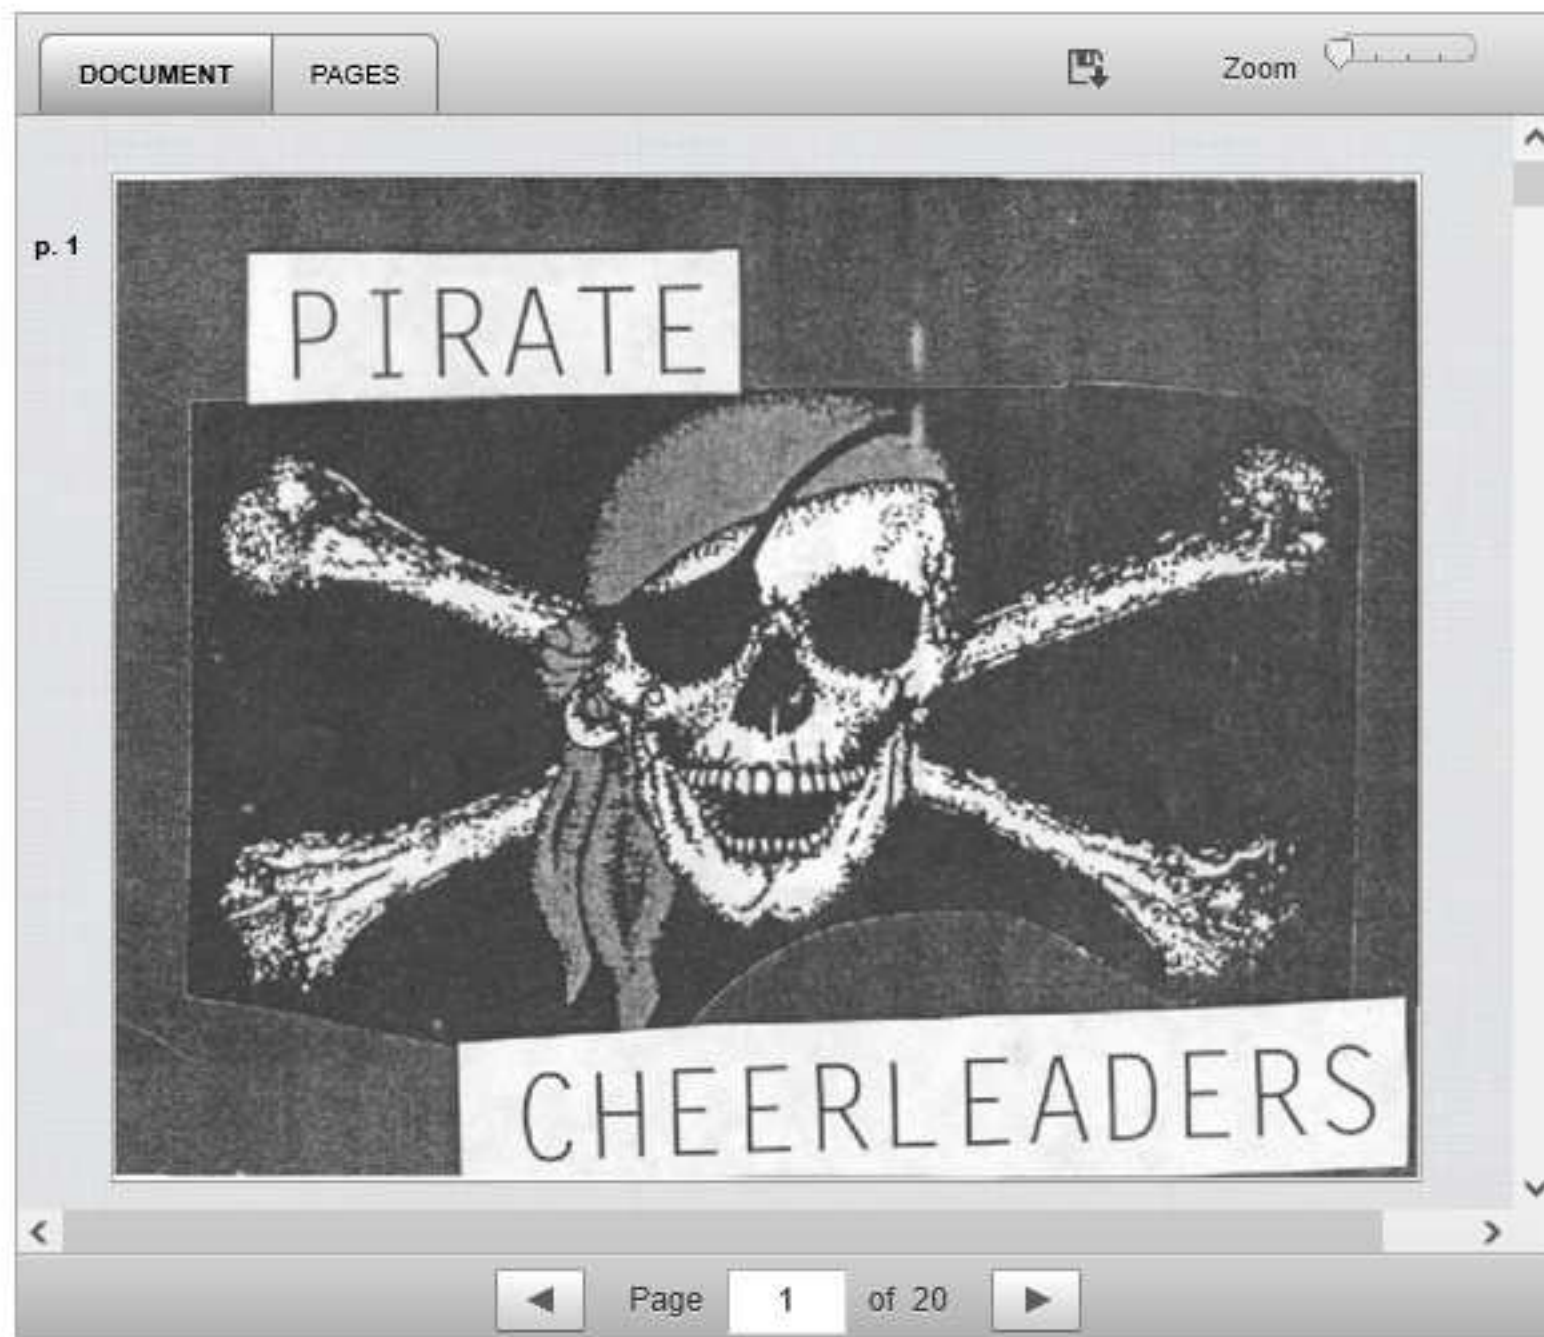 DOCUMENT PAGES Zoom
p. 1
PIRATE
CHEERLEADERS
Page 1 of 20